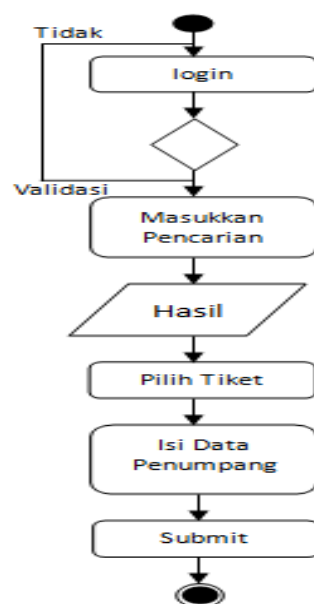 Tidak
login
Validasi
Masukkan
Pencarian
Hasil
Pilih Tiket
Isi Data
Penumpang
Submit